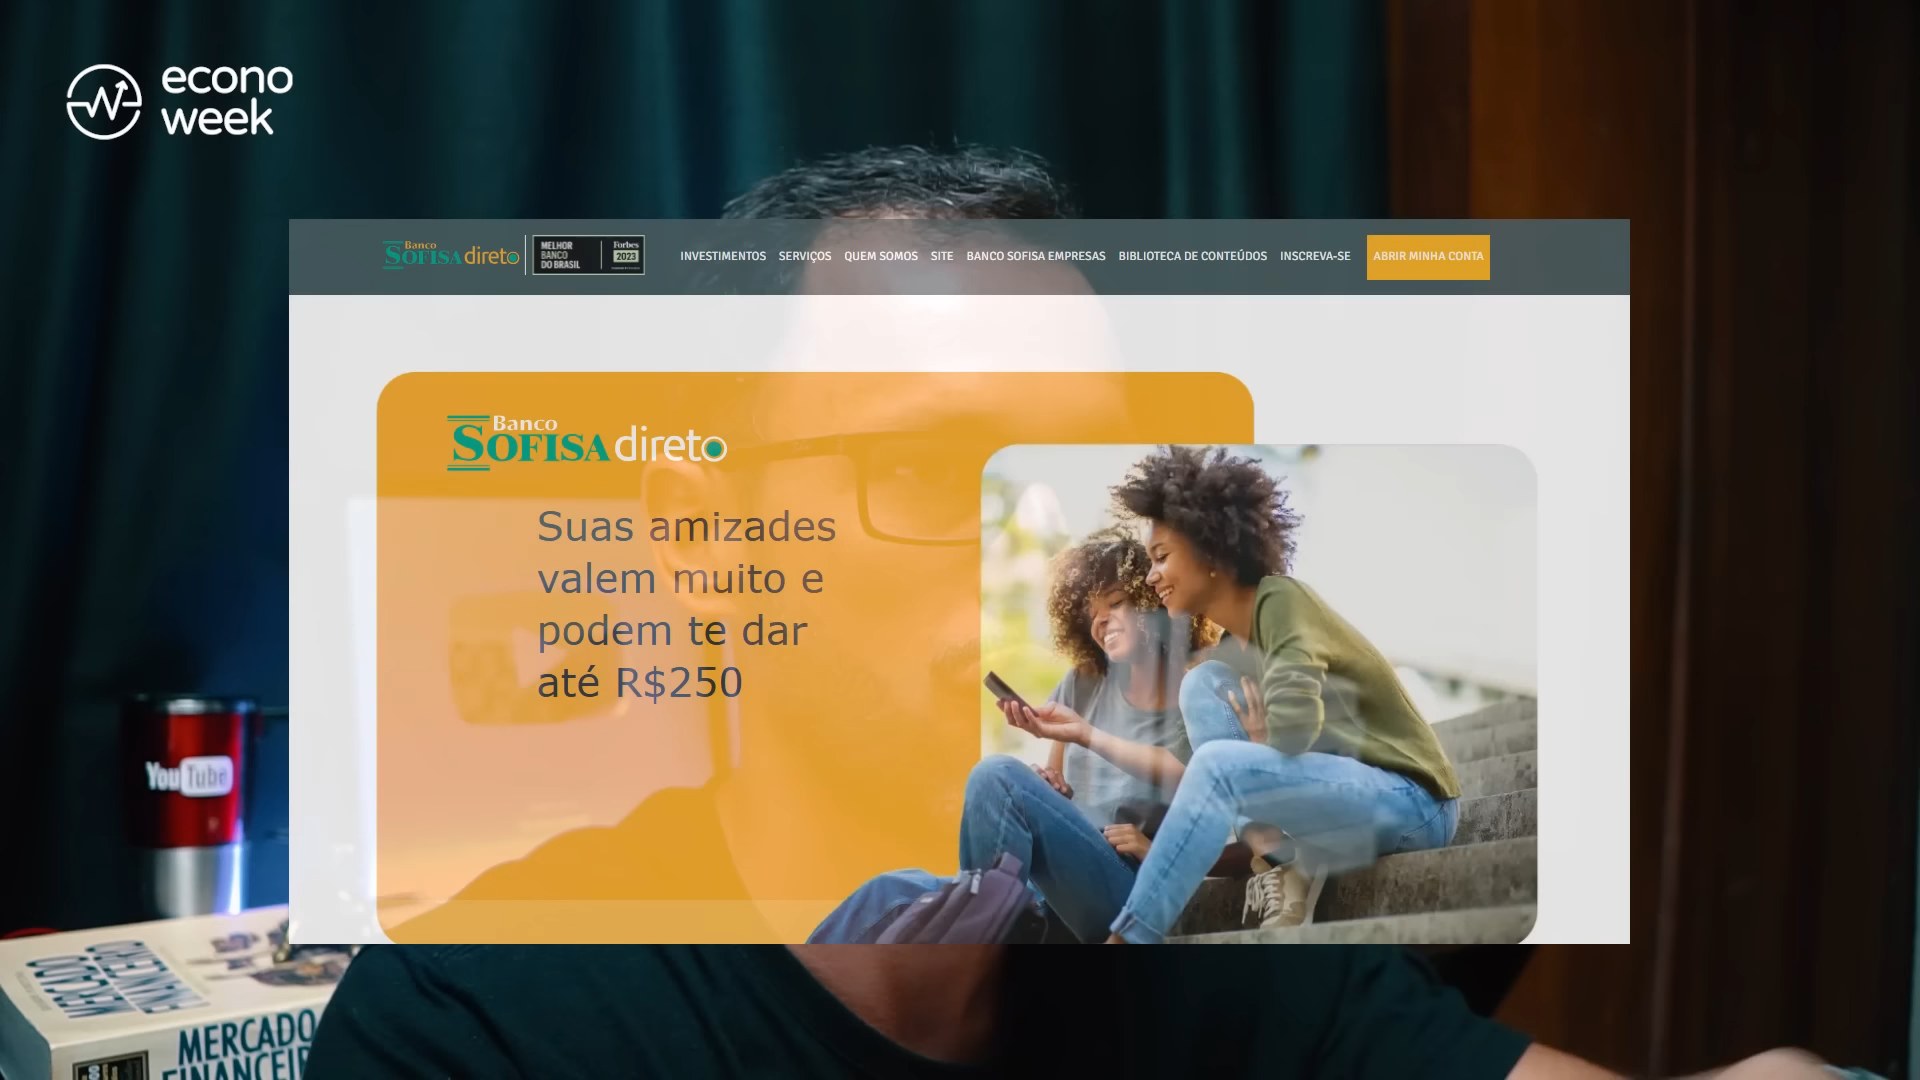 econo
week
Banco
SOFISA direto
MELHOR
BANCO
DO BRASIL
Forbes
2023
INVESTIMENTOS SERVIÇOS QUEM SOMOS SITE BANCO SOFISA EMPRESAS BIBLIOTECA DE CONTEÚDOS INSCREVA-SE ABRIR MINHA CONTA
Banco
SOFISA direto
Suas amizades
valem muito e
podem te dar
até R$250
YouTube
MERCADO
FINANCEI